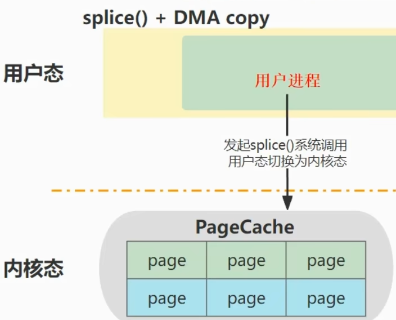 splice() + DMA copy
用户态
用户进程
发起splice()系统调用
用户态切换为内核态
PageCache
内核态
page page page
page page page